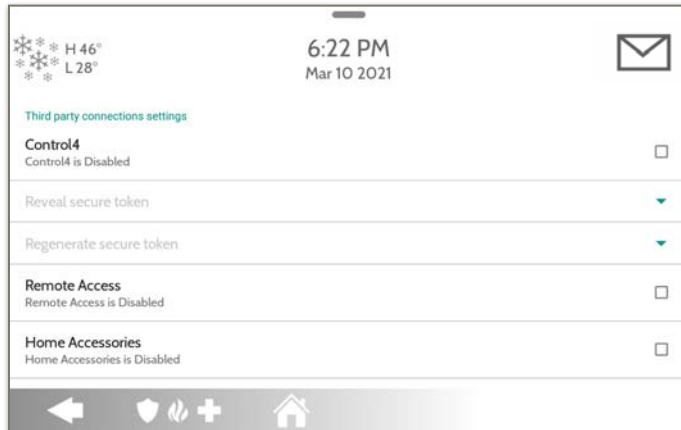 H 46°
L 28°
6:22 PM
Mar 10 2021
Third party connections settings
Control4
Control4 is Disabled
Reveal secure token
Regenerate secure token
Remote Access
Remote Access is Disabled
Home Accessories
Home Accessories is Disabled